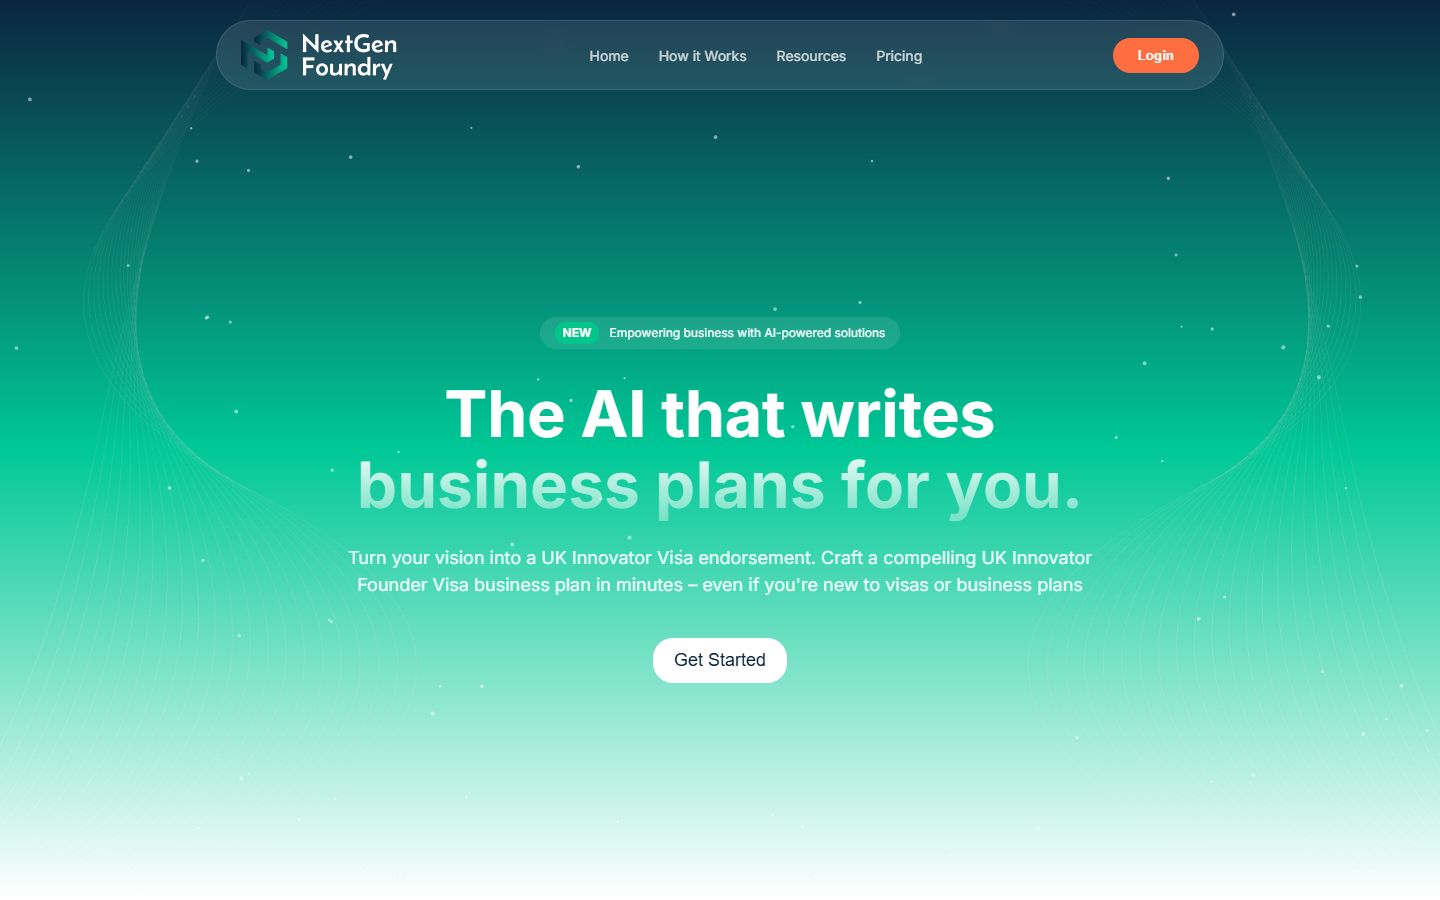 NextGen
Foundry
Home
How it Works
Resources
Pricing
Login
NEW Empowering business with AI-powered solutions
The AI that writes
business plans for you.
Turn your vision into a UK Innovator Visa endorsement. Craft a compelling UK Innovator
Founder Visa business plan in minutes – even if you're new to visas or business plans
Get Started